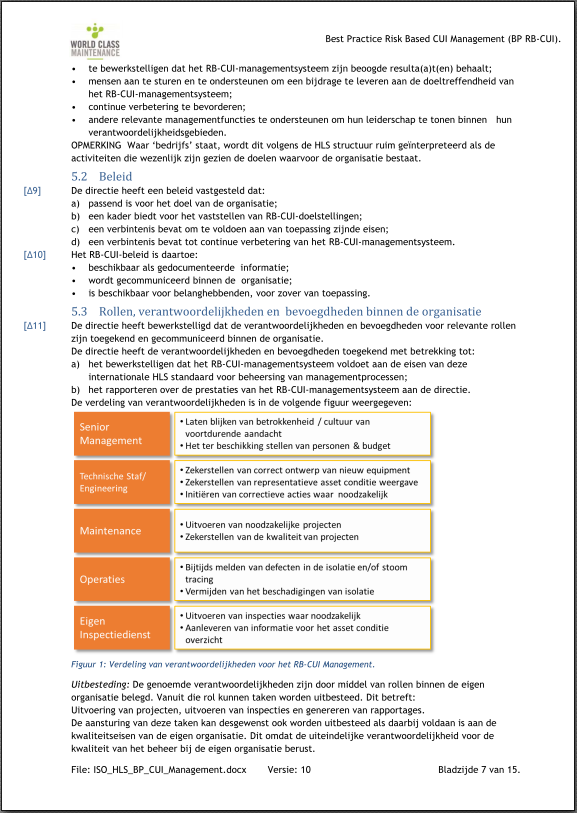 WORLD CLASS
MAINTENANCE
Best Practice Risk Based CUI Management (BP RB-CUI).
• te bewerkstelligen dat het RB-CUI-managementsysteem zijn beoogde resulta(a)t(en) behaalt;
• mensen aan te sturen en te ondersteunen om een bijdrage te leveren aan de doeltreffendheid van
het RB-CUI-managementsysteem;
• continue verbetering te bevorderen;
• andere relevante managementfuncties te ondersteunen om hun leiderschap te tonen binnen hun
verantwoordelijkheidsgebieden.
OPMERKING Waar ‘bedrijfs’ staat, wordt dit volgens de HLS structuur ruim geïnterpreteerd als de
activiteiten die wezenlijk zijn gezien de doelen waarvoor de organisatie bestaat.
5.2 Beleid
[Δ9] De directie heeft een beleid vastgesteld dat:
a) passend is voor het doel van de organisatie;
b) een kader biedt voor het vaststellen van RB-CUI-doelstellingen;
c) een verbintenis bevat om te voldoen aan van toepassing zijnde eisen;
d) een verbintenis bevat tot continue verbetering van het RB-CUI-managementsysteem.
[Δ10] Het RB-CUI-beleid is daartoe:
• beschikbaar als gedocumenteerde informatie;
• wordt gecommuniceerd binnen de organisatie;
• is beschikbaar voor belanghebbenden, voor zover van toepassing.
5.3 Rollen, verantwoordelijkheden en bevoegdheden binnen de organisatie
[Δ11] De directie heeft bewerkstelligd dat de verantwoordelijkheden en bevoegdheden voor relevante rollen
zijn toegekend en gecommuniceerd binnen de organisatie.
De directie heeft de verantwoordelijkheden en bevoegdheden toegekend met betrekking tot:
a) het bewerkstelligen dat het RB-CUI-managementsysteem voldoet aan de eisen van deze
internationale HLS standaard voor beheersing van managementprocessen;
b) het rapporteren over de prestaties van het RB-CUI-managementsysteem aan de directie.
De verdeling van verantwoordelijkheden is in de volgende figuur weergegeven:
Senior
Management
• Laten blijken van betrokkenheid / cultuur van
voortdurende aandacht
• Het ter beschikking stellen van personen & budget
Technische Staf/
Engineering
• Zekerstellen van correct ontwerp van nieuw equipment
• Zekerstellen van representatieve asset conditie weergave
• Initiëren van correctieve acties waar noodzakelijk
Maintenance
• Uitvoeren van noodzakelijke projecten
• Zekerstellen van de kwaliteit van projecten
Operaties
• Bijtijds melden van defecten in de isolatie en/of stoom
tracing
• Vermijden van het beschadigingen van isolatie
Eigen
Inspectiedienst
• Uitvoeren van inspecties waar noodzakelijk
• Aanleveren van informatie voor het asset conditie
overzicht
Figuur 1: Verdeling van verantwoordelijkheden voor het RB-CUI Management.
Uitbesteding: De genoemde verantwoordelijkheden zijn door middel van rollen binnen de eigen
organisatie belegd. Vanuit die rol kunnen taken worden uitbesteed. Dit betreft:
Uitvoering van projecten, uitvoeren van inspecties en genereren van rapportages.
De aansturing van deze taken kan desgewenst ook worden uitbesteed als daarbij voldaan is aan de
kwaliteitseisen van de eigen organisatie. Dit omdat de uiteindelijke verantwoordelijkheid voor de
kwaliteit van het beheer bij de eigen organisatie berust.
File: ISO_HLS_BP_CUI_Management.docx Versie: 10 Bladzijde 7 van 15.